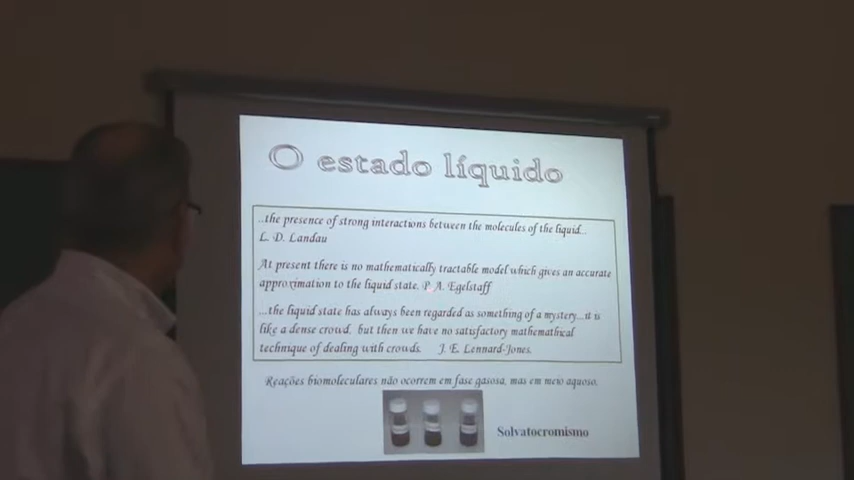 O estado líquido
...the presence of strong interactions between the molecules of the liquid...
L. D. Landau
At present there is no mathematically tractable model which gives an accurate
approximation to the liquid state. P. A. Egelstaff
...the liquid state has always been regarded as something of a mystery...it is
like a dense crowd, but then we have no satisfactory mathemathical
technique of dealing with crowds. J. E. Lennard-Jones.
Reações biomoleculares não ocorrem em fase gasosa, mas em meio aquoso.
Solvatocromismo